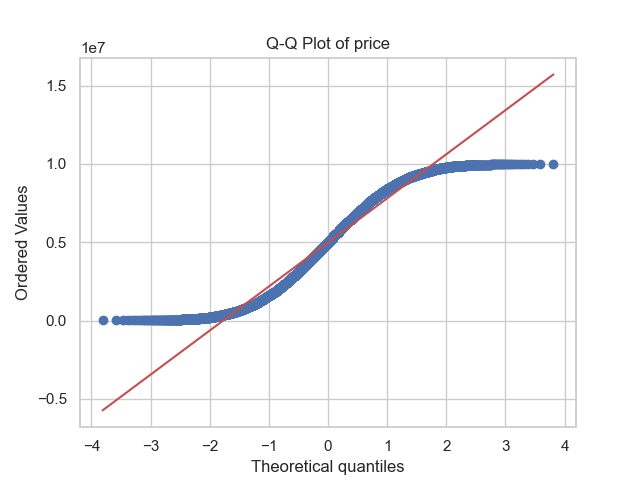 Q-Q Plot of price
1e7
1.5
1.0
0.5
0.0
−0.5
−4 −3 −2 −1 0 1 2 3 4
Ordered Values
Theoretical quantiles